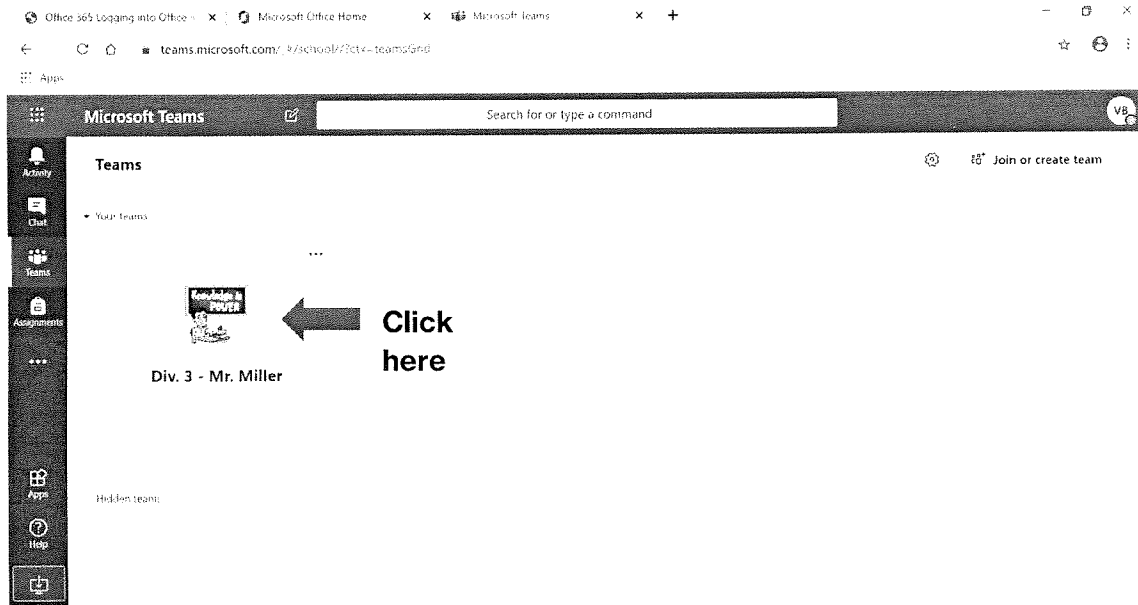 Office 365 Logging into Office
Microsoft Office Home
Microsoft Teams
teams.microsoft.com/
Apps
Microsoft Teams
Search for or type a command
VB
Activity
Teams
Join or create team
Chat
Your teams
Teams
Assignments
POWER
Click
here
Div. 3 - Mr. Miller
Apps
Hidden teams
Help